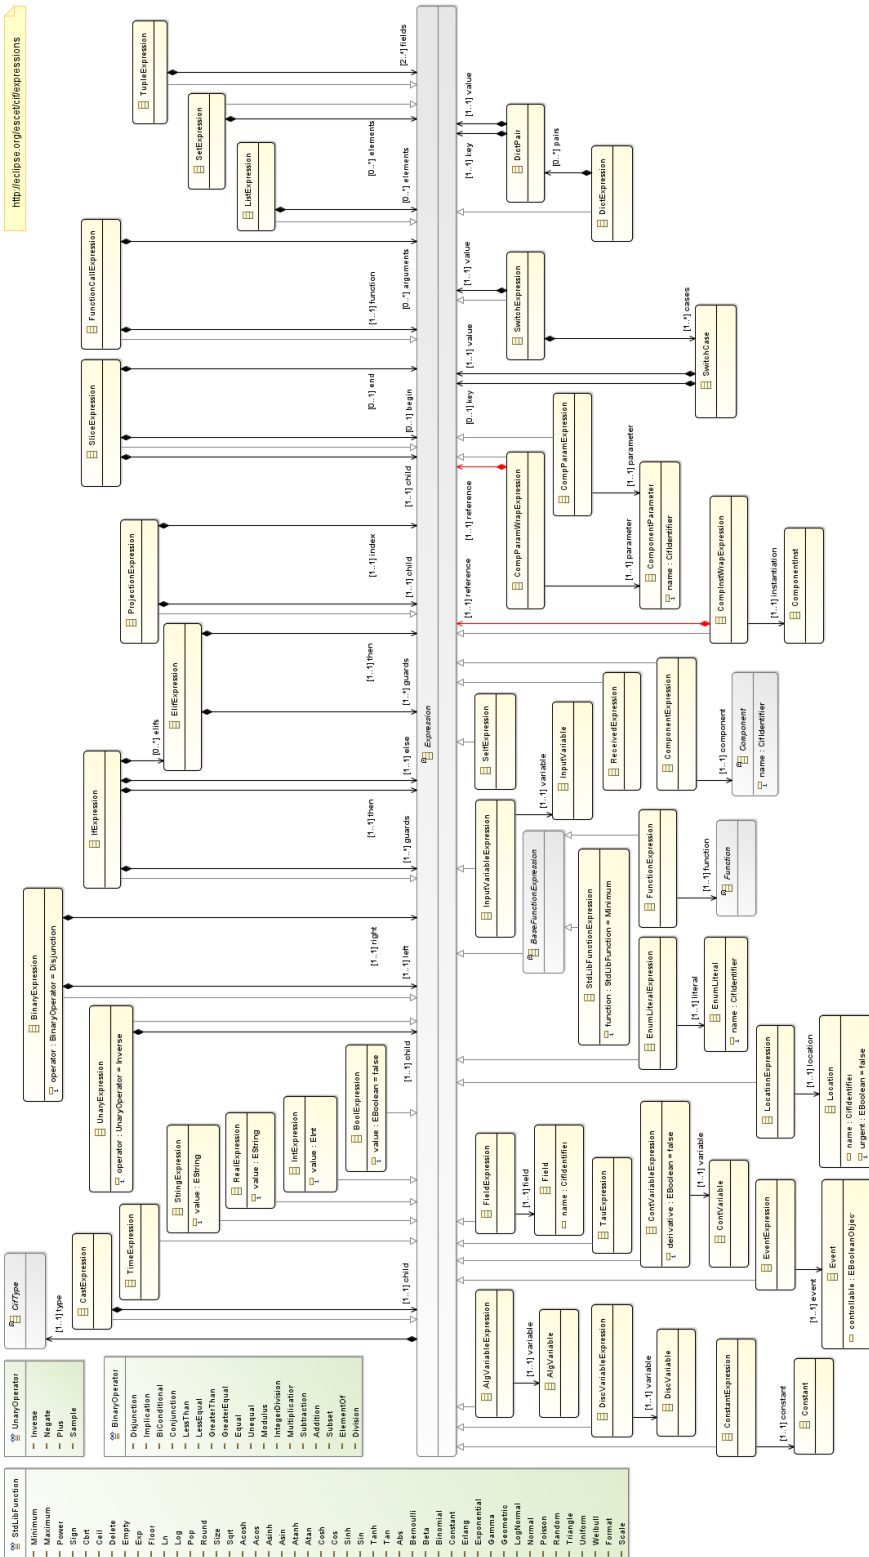 http://eclipse.org/escet/cif/expressions
StdLibFunction
Minimum
Maximum
Power
Sign
Cbrt
Ceil
Delete
Empty
Exp
Floor
Ln
Log
Pop
Round
Size
Sqrt
Acosh
Acos
Asinh
Asin
Atanh
Atan
Cosh
Cos
Sinh
Sin
Tanh
Tan
Abs
Bernoulli
Beta
Binomial
Constant
Erlang
Exponential
Gamma
Geometric
LogNormal
Normal
Poisson
Random
Triangle
Uniform
Weibull
Format
Scale
UnaryOperator
Inverse
Negate
Plus
Sample
BinaryOperator
Disjunction
Implication
BiConditional
Conjunction
LessThan
LessEqual
GreaterThan
GreaterEqual
Equal
Unequal
Modulus
IntegerDivision
Multiplication
Subtraction
Addition
Subset
ElementOf
Division
CifType
[1..1] type
CastExpression
[1..1] child
TimeExpression
StringExpression
value : EString
RealExpression
value : EString
IntExpression
value : EInt
BoolExpression
value : EBoolean = false
UnaryExpression
operator : UnaryOperator = Inverse
[1..1] child
BinaryExpression
operator : BinaryOperator = Disjunction
[1..1] left
[1..1] right
IfExpression
[1..*] guards
[1..1] then
[1..1] else
[0..*] elifs
ElifExpression
[1..*] guards
[1..1] then
ProjectionExpression
[1..1] child
[1..1] index
SliceExpression
[1..1] child
[0..1] begin
[0..1] end
FunctionCallExpression
[1..1] function
[0..*] arguments
ListExpression
[0..*] elements
SetExpression
[0..*] elements
TupleExpression
[2..*] fields
Expression
AlgVariableExpression
[1..1] variable
AlgVariable
DiscVariableExpression
[1..1] variable
DiscVariable
ConstantExpression
[1..1] constant
Constant
FieldExpression
[1..1] field
Field
name : CifIdentifier
TauExpression
ContVariableExpression
derivative : EBoolean = false
[1..1] variable
ContVariable
EventExpression
[1..1] event
Event
controllable : EBooleanObjec
LocationExpression
[1..1] location
Location
name : CifIdentifier
urgent : EBoolean = false
EnumLiteralExpression
[1..1] literal
EnumLiteral
name : CifIdentifier
InputVariableExpression
[1..1] variable
InputVariable
BaseFunctionExpression
StdLibFunctionExpression
function : StdLibFunction = Minimum
FunctionExpression
[1..1] function
Function
SelfExpression
ReceivedExpression
ComponentExpression
[1..1] component
Component
name : CifIdentifier
CompInstWrapExpression
[1..1] reference
[1..1] instantiation
ComponentInst
CompParamWrapExpression
[1..1] reference
[1..1] parameter
CompParamExpression
[1..1] parameter
ComponentParameter
name : CifIdentifier
SwitchExpression
[1..1] value
[1..*] cases
SwitchCase
[0..1] key
[1..1] value
DictExpression
[0..*] pairs
DictPair
[1..1] key
[1..1] value